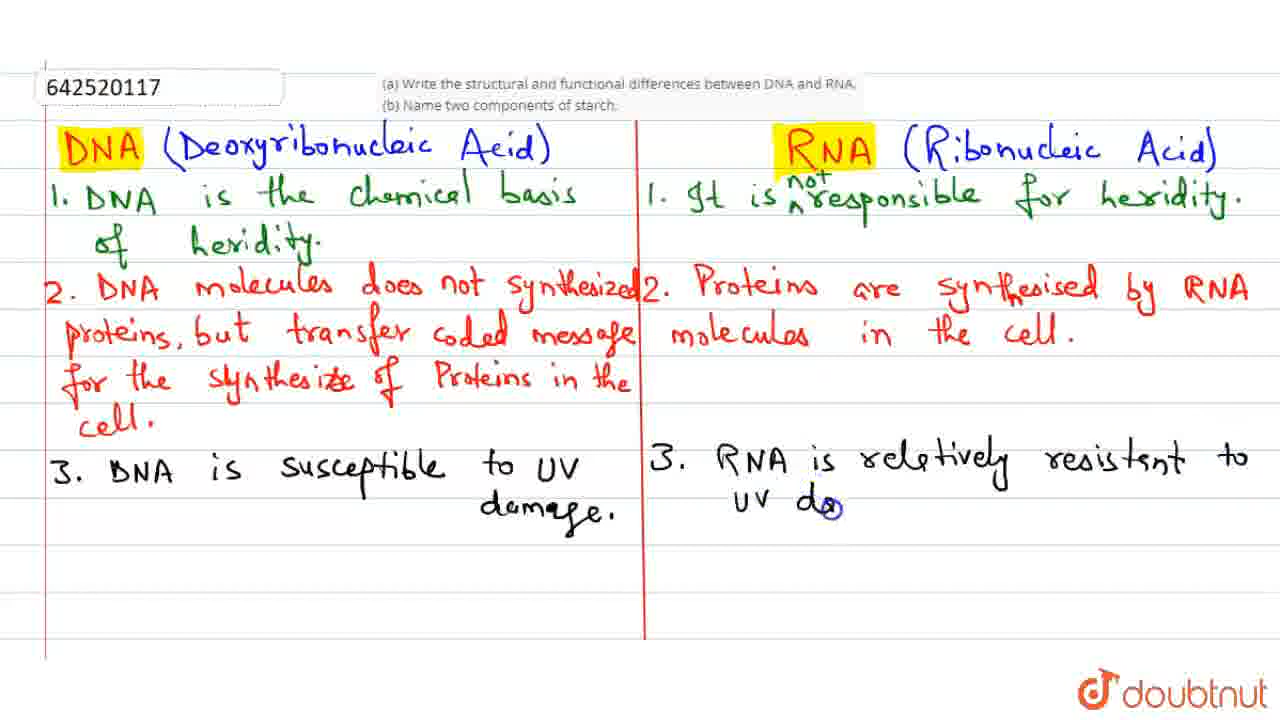 642520117
(a) Write the structural and functional differences between DNA and RNA.
(b) Name two components of starch.
DNA (Deoxyribonucleic Acid)
1. DNA is the chemical basis
of heridity.
2. DNA molecules does not synthesized
proteins, but transfer coded message
for the synthesize of Proteins in the
cell.
3. DNA is susceptible to UV
damage.
RNA (Ribonucleic Acid)
1. It is not responsible for heridity.
2. Proteins are synthesised by RNA
molecules in the cell.
3. RNA is reletively resistent to
UV da
doubtnut